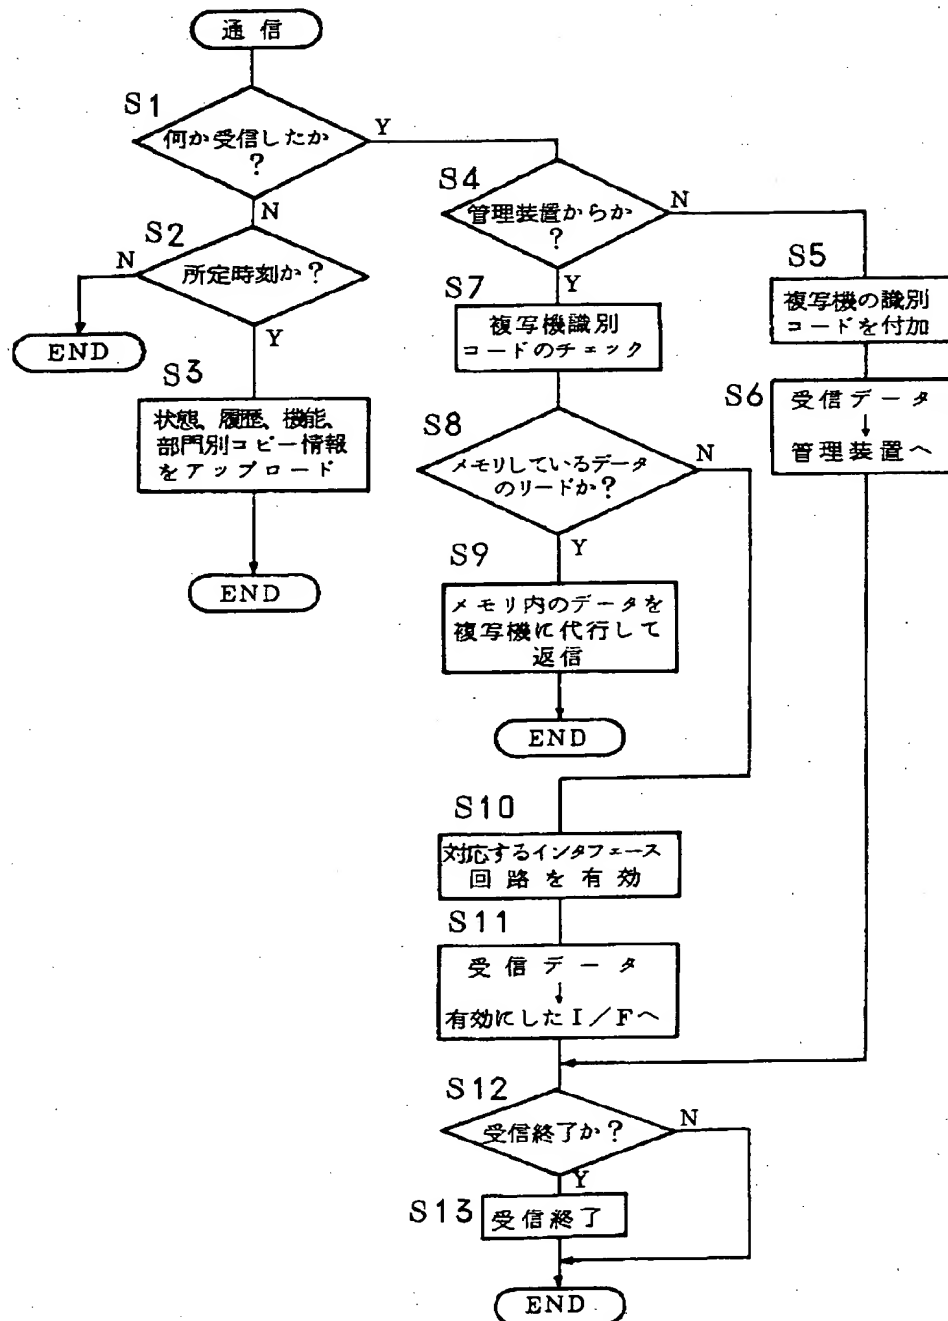 通信
S1
何か受信したか
?
Y
N
S2
所定時刻か?
N
Y
END
S3
状態、履歴、機能、
部門別コピー情報
をアップロード
END
S4
管理装置からか
?
N
Y
S5
複写機の識別
コードを付加
S6
受信データ
↓
管理装置へ
S7
複写機識別
コードのチェック
S8
メモリしているデータ
のリードか?
N
Y
S9
メモリ内のデータを
複写機に代行して
返信
END
S10
対応するインタフェース
回路を有効
S11
受信データ
↓
有効にしたI/Fへ
S12
受信終了か?
N
Y
S13
受信終了
END